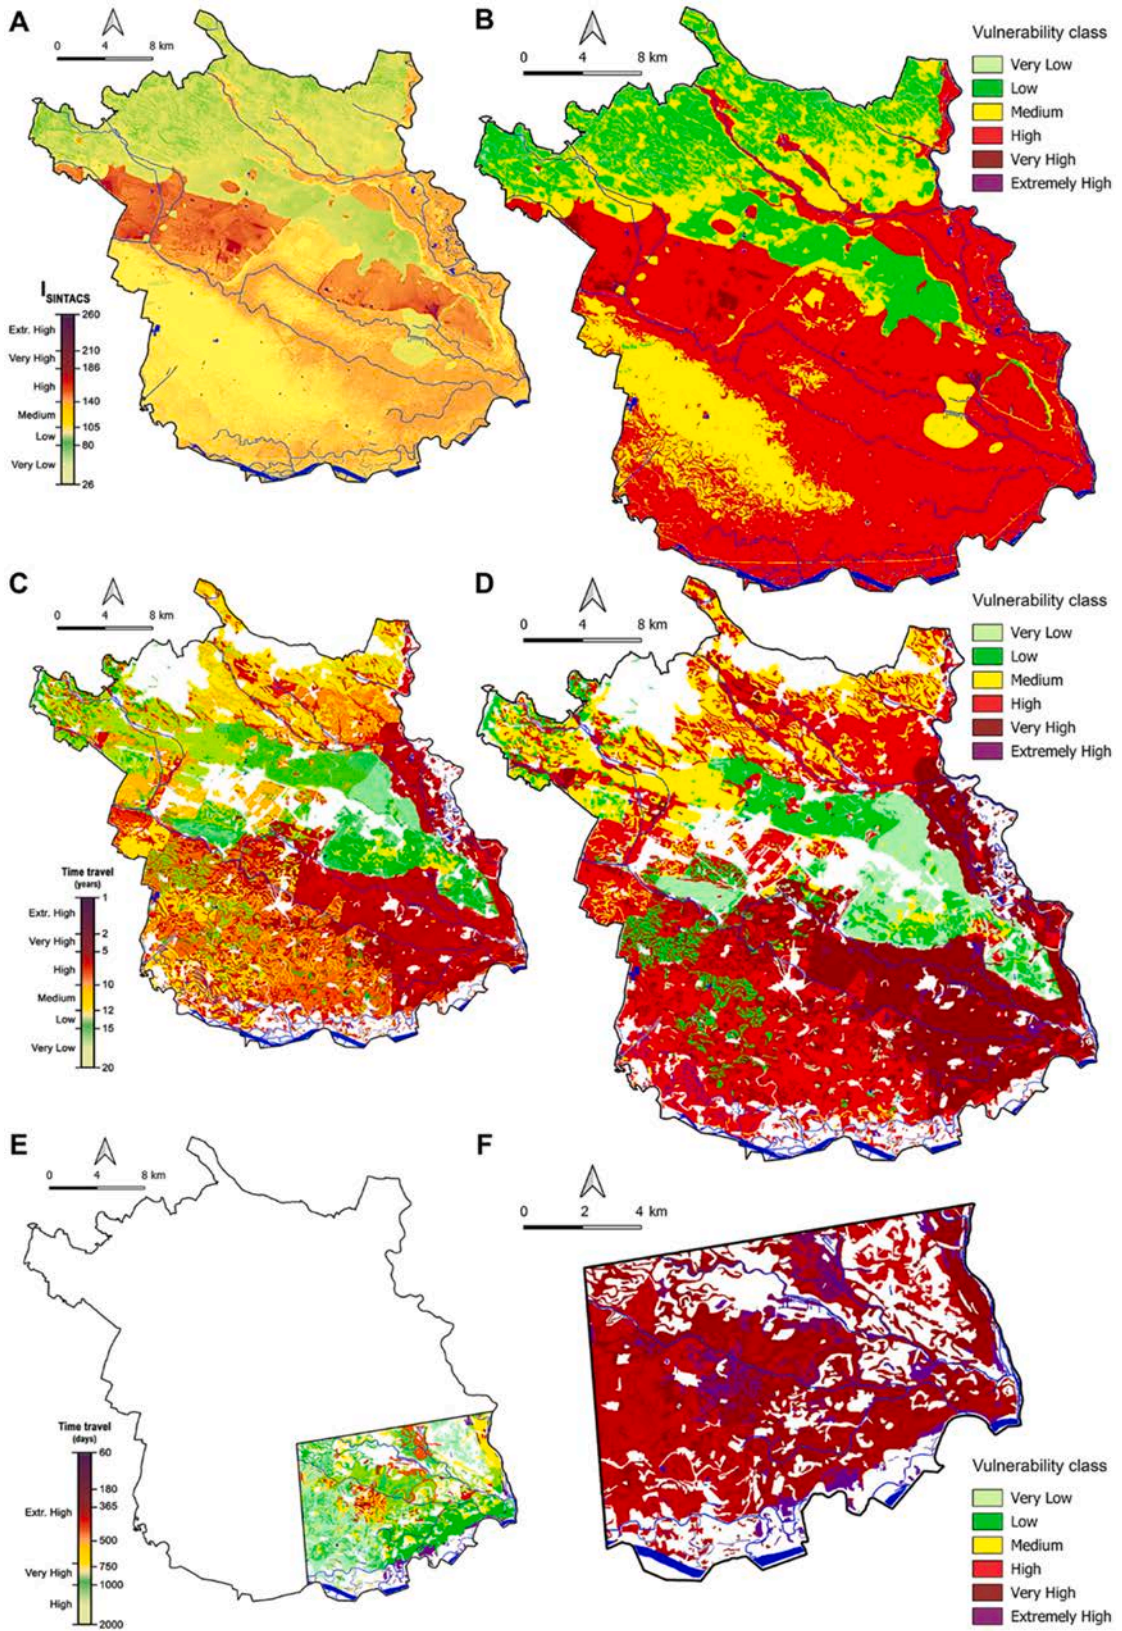 A
0 4 8 km
I SINTACS
260
Extr. High
210
Very High
186
High
140
Medium
105
Low
80
Very Low
26
B
0 4 8 km
Vulnerability class
Very Low
Low
Medium
High
Very High
Extremely High
C
0 4 8 km
Time travel
(years)
1
Extr. High
2
Very High
5
High
10
Medium
12
Low
15
Very Low
20
D
0 4 8 km
Vulnerability class
Very Low
Low
Medium
High
Very High
Extremely High
E
0 4 8 km
Time travel
(days)
60
180
365
Extr. High
500
750
Very High
1000
High
2000
F
0 2 4 km
Vulnerability class
Very Low
Low
Medium
High
Very High
Extremely High